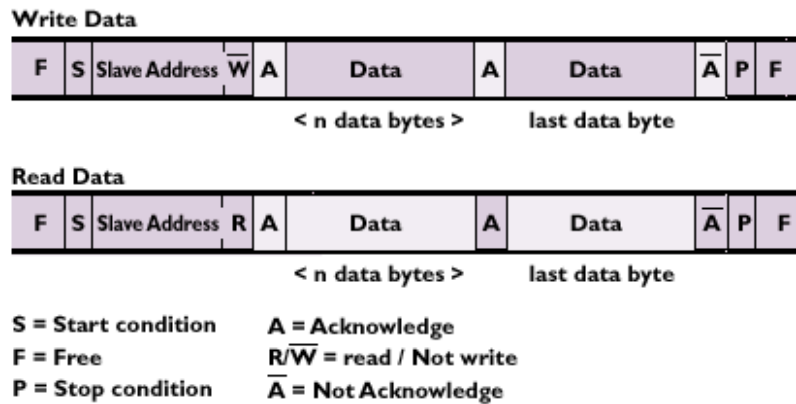 Write Data
F S Slave Address W̅ A Data A Data A̅ P F
< n data bytes > last data byte
Read Data
F S Slave Address R A Data A Data A̅ P F
< n data bytes > last data byte
S = Start condition A = Acknowledge
F = Free R/W̅ = read / Not write
P = Stop condition A̅ = Not Acknowledge